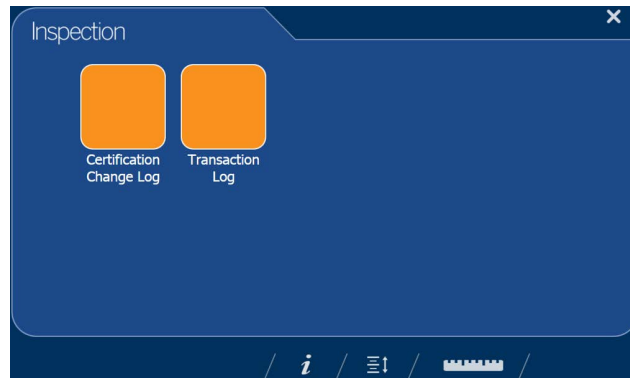 Inspection
Certification
Change Log
Transaction
Log
i